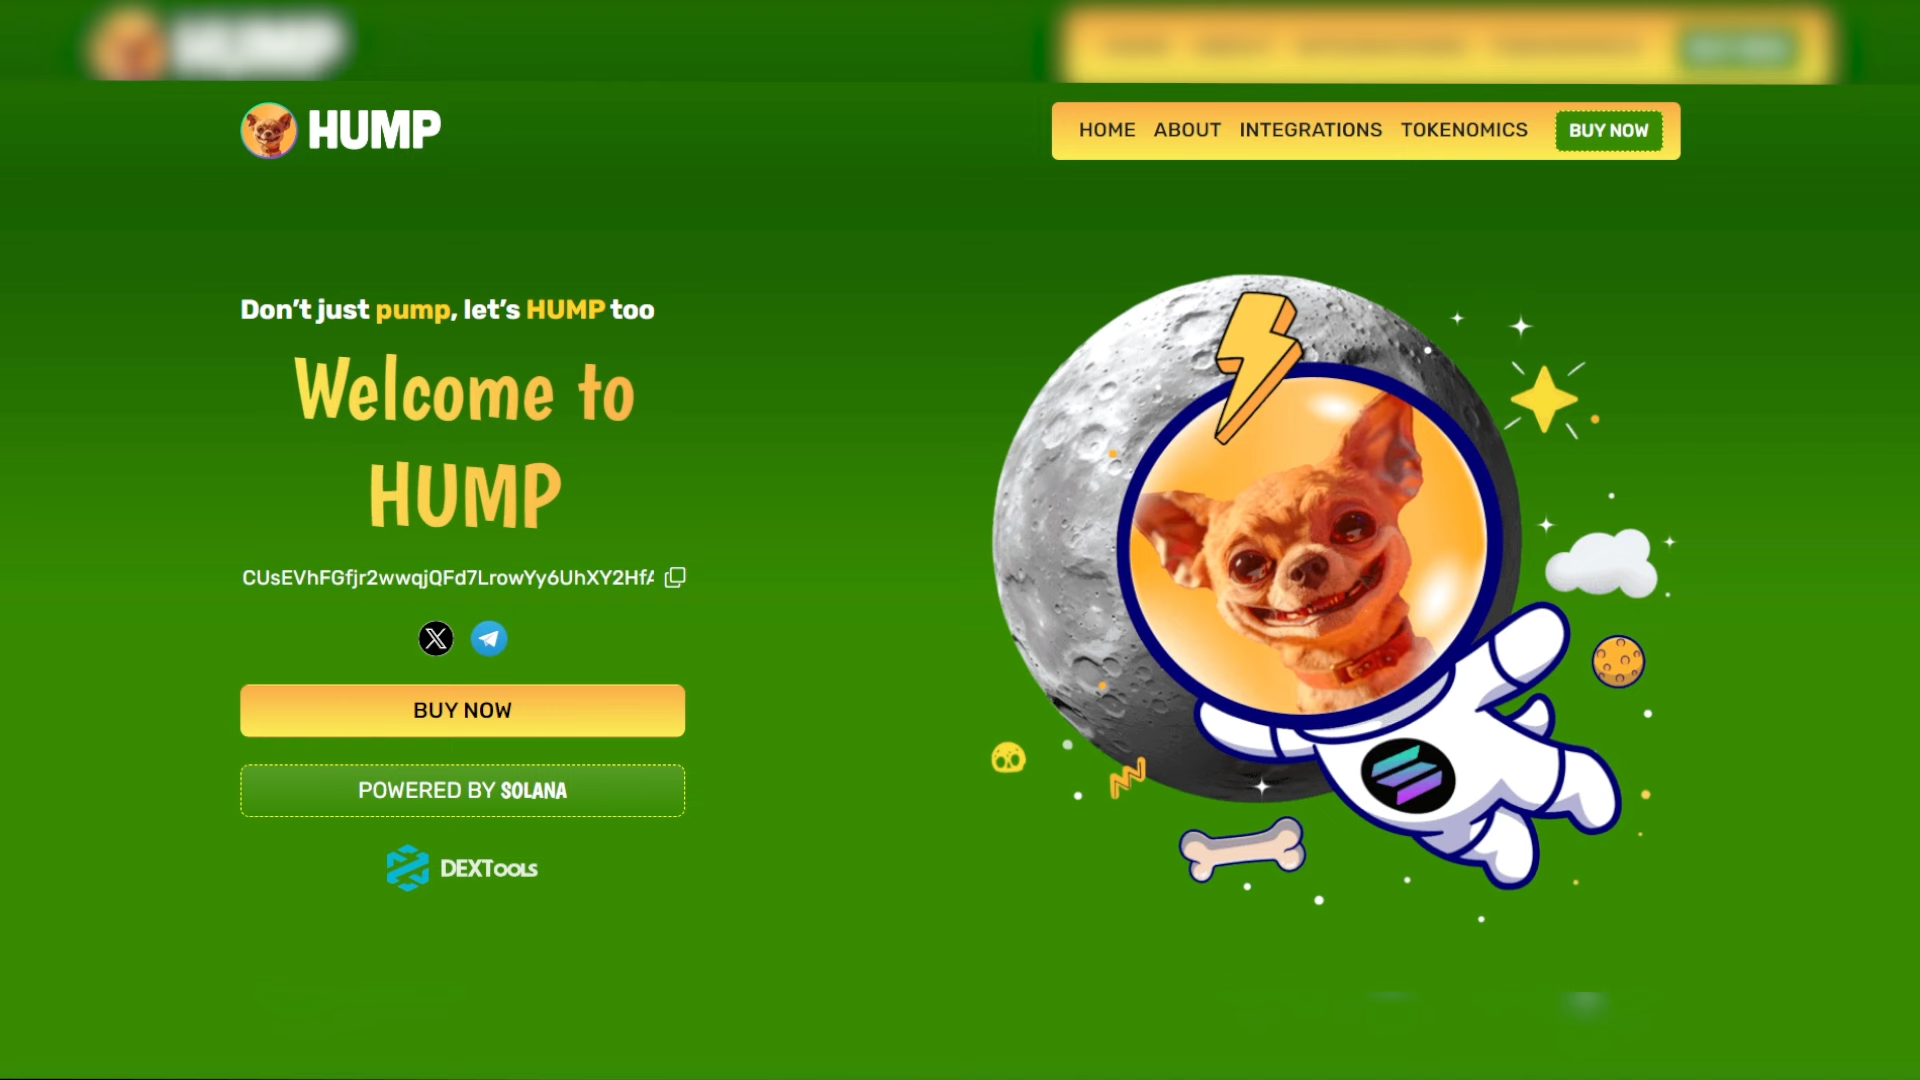 HUMP
HOME ABOUT INTEGRATIONS TOKENOMICS BUY NOW
Don’t just pump, let’s HUMP too
Welcome to
HUMP
CUsEVhFGfjr2wwqjQFd7LrowYy6UhXY2Hf
BUY NOW
POWERED BY SOLANA
DEXTools